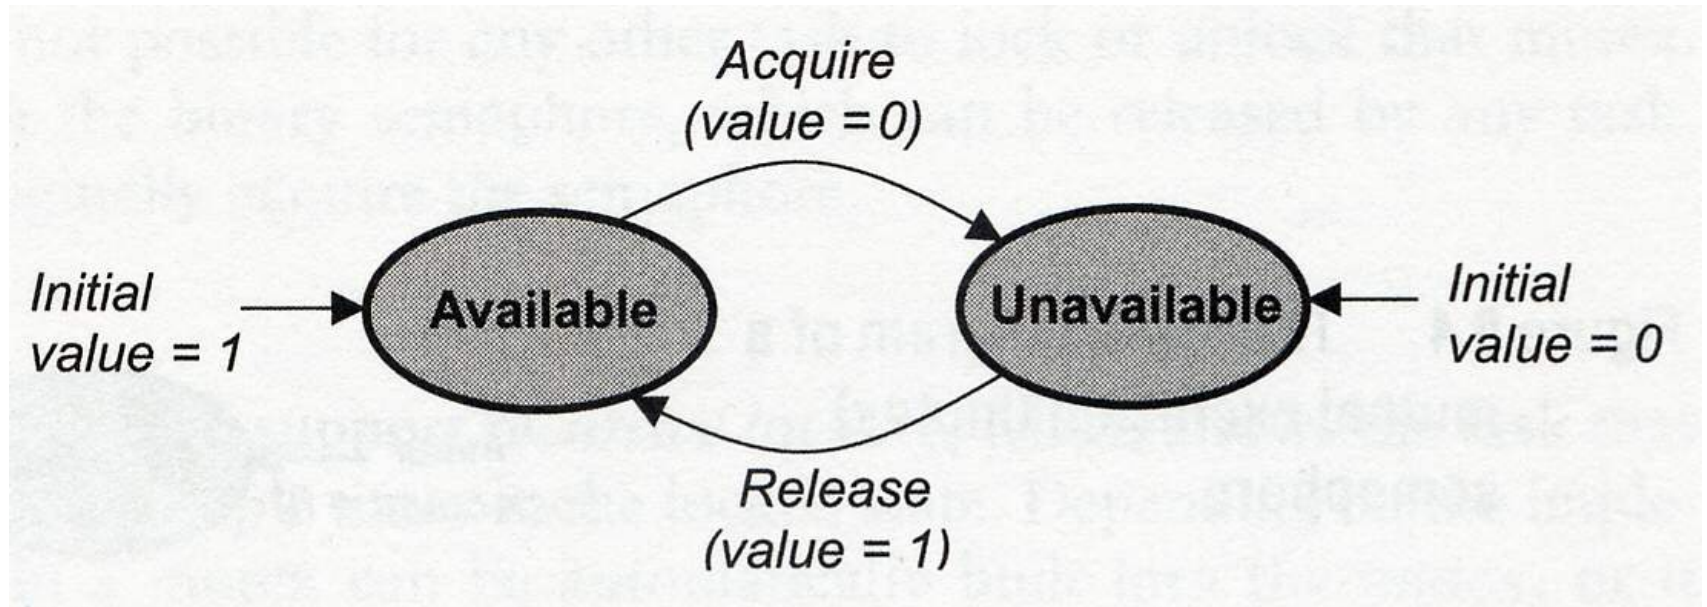 Acquire
(value = 0)
Initial
value = 1
Available
Unavailable
Initial
value = 0
Release
(value = 1)